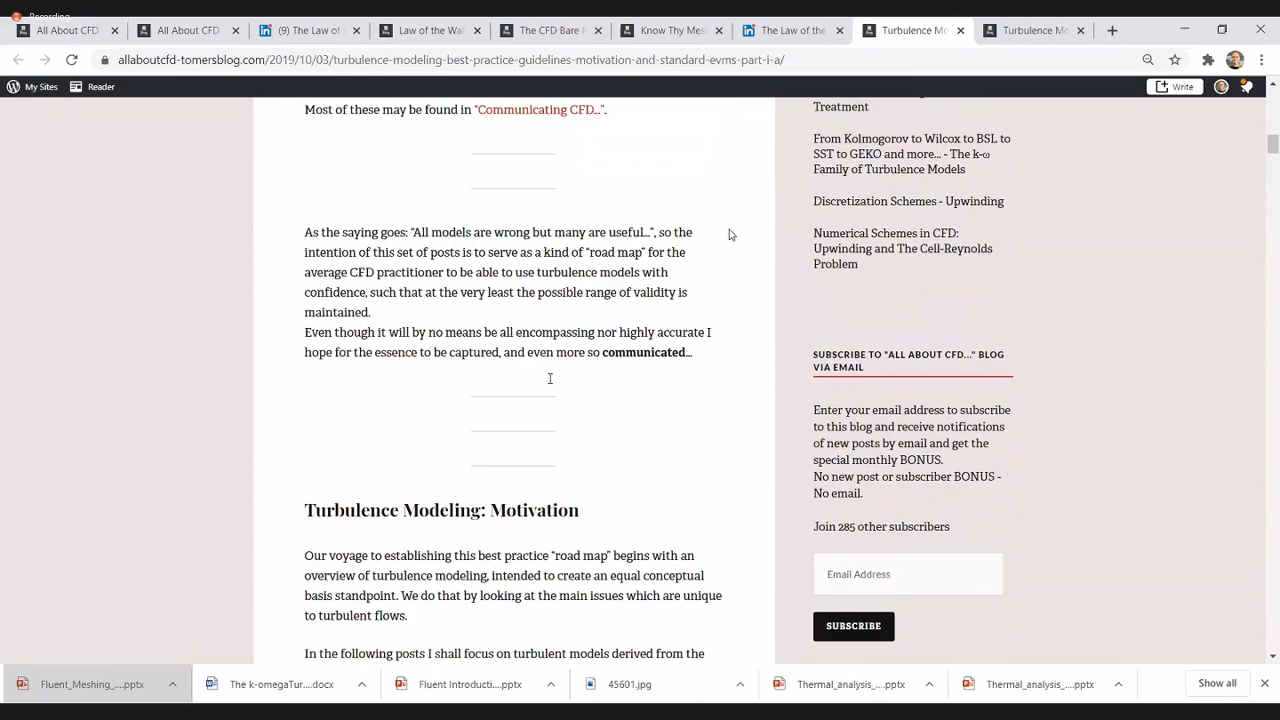 Recording
AllAbout CFD
All about CFD.
(9) The Law of
Law of the Wal
The CFD Bare M
Know Thy Mes
The Law of the
Turbulence Mo
Turbulence Mo
allaboutcfd-tomersblog.com/2019/10/03/turbulence-modeling-best-practice-guidelines-motivation-and-standard-evms-part-i-a/
My Sites
Reader
Write
Most of these may be found in “Communicating CFD…”.
As the saying goes: “All models are wrong but many are useful…”, so the
intention of this set of posts is to serve as a kind of “road map” for the
average CFD practitioner to be able to use turbulence models with
confidence, such that at the very least the possible range of validity is
maintained.
Even though it will by no means be all encompassing nor highly accurate I
hope for the essence to be captured, and even more so communicated…
Turbulence Modeling: Motivation
Our voyage to establishing this best practice “road map” begins with an
overview of turbulence modeling, intended to create an equal conceptual
basis standpoint. We do that by looking at the main issues which are unique
to turbulent flows.
In the following posts I shall focus on turbulent models derived from the
Treatment
From Kolmogorov to Wilcox to BSL to
SST to GEKO and more... - The k-ω
Family of Turbulence Models
Discretization Schemes - Upwinding
Numerical Schemes in CFD:
Upwinding and The Cell-Reynolds
Problem
SUBSCRIBE TO "ALL ABOUT CFD…" BLOG
VIA EMAIL
Enter your email address to subscribe
to this blog and receive notifications
of new posts by email and get the
special monthly BONUS.
No new post or subscriber BONUS -
No email.
Join 285 other subscribers
Email Address
SUBSCRIBE
Fluent_Meshing_....pptx
The k-omegaTur....docx
Fluent Introducti....pptx
45601.jpg
Thermal_analysis_....pptx
Thermal_analysis_....pptx
Show all